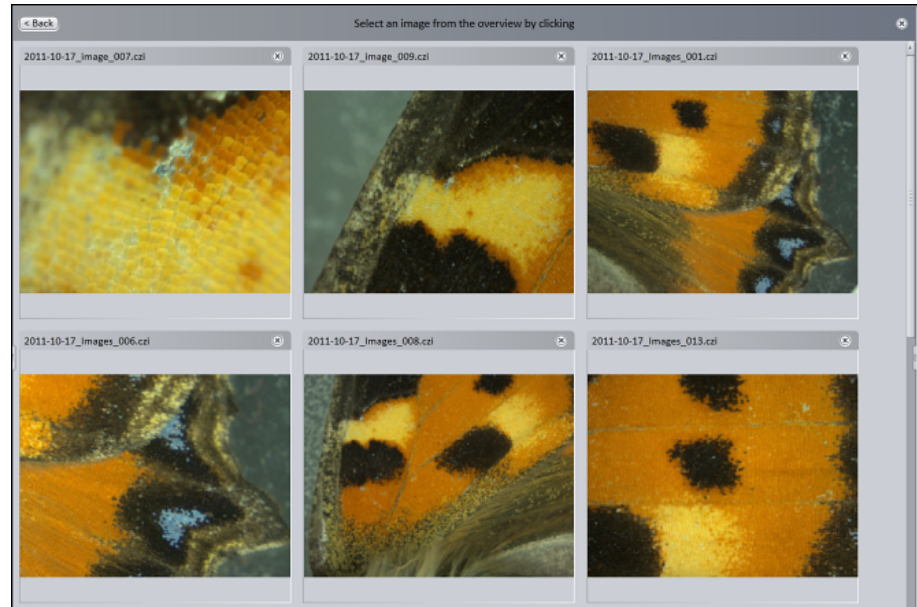 < Back
Select an image from the overview by clicking
2011-10-17_image_007.czi
2011-10-17_image_009.czi
2011-10-17_Images_001.czi
2011-10-17_Images_006.czi
2011-10-17_Images_008.czi
2011-10-17_Images_013.czi